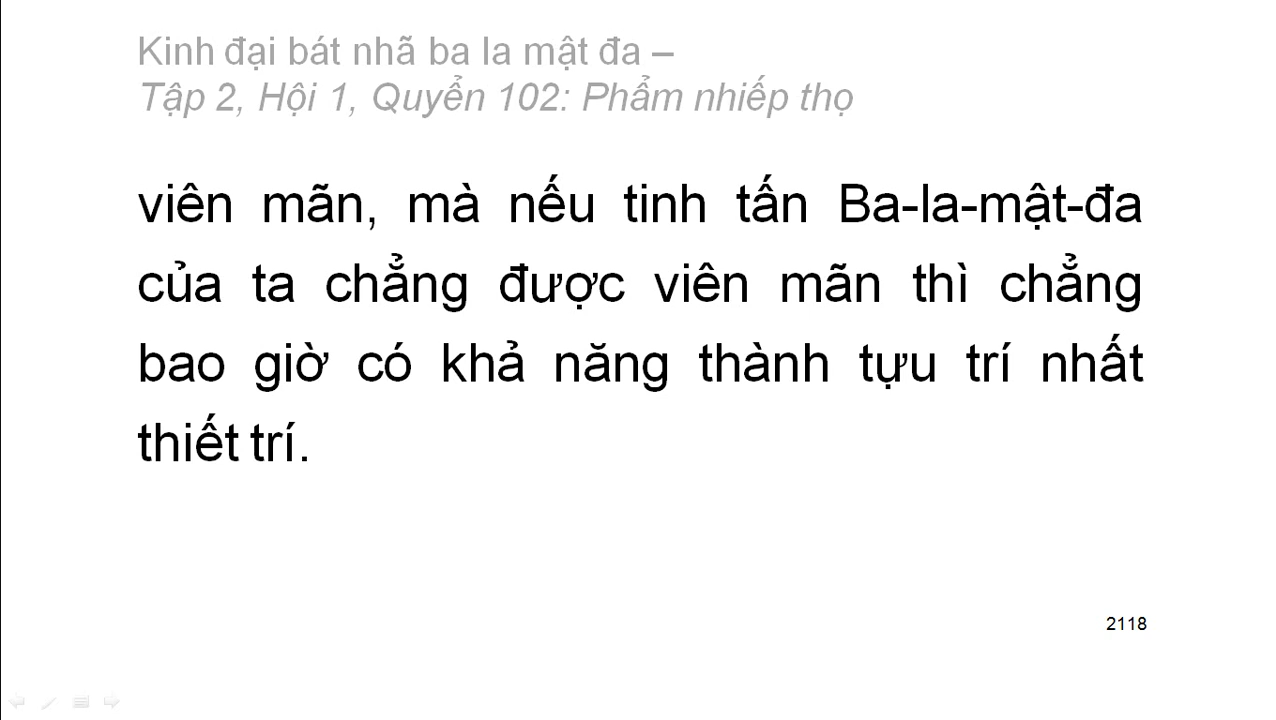 Kinh đại bát nhã ba la mật đa –
Tập 2, Hội 1, Quyển 102: Phẩm nhiếp thọ
viên mãn, mà nếu tinh tấn Ba-la-mật-đa
của ta chẳng được viên mãn thì chẳng
bao giờ có khả năng thành tựu trí nhất
thiết trí.
2118